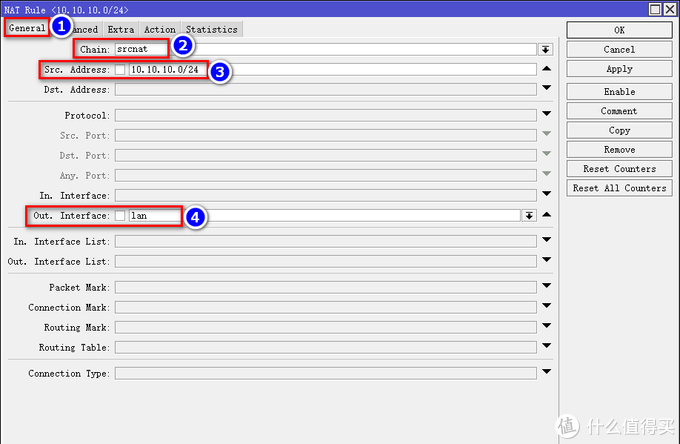 NAT Rule <10.10.10.0/24>
General 1 anced Extra Action Statistics
Chain: srcnat 2
Src. Address: 10.10.10.0/24 3
Dst. Address:
Protocol:
Src. Port:
Dst. Port:
Any. Port:
In. Interface:
Out. Interface: lan 4
In. Interface List:
Out. Interface List:
Packet Mark:
Connection Mark:
Routing Mark:
Routing Table:
Connection Type:
OK
Cancel
Apply
Enable
Comment
Copy
Remove
Reset Counters
Reset All Counters
值 什么值得买